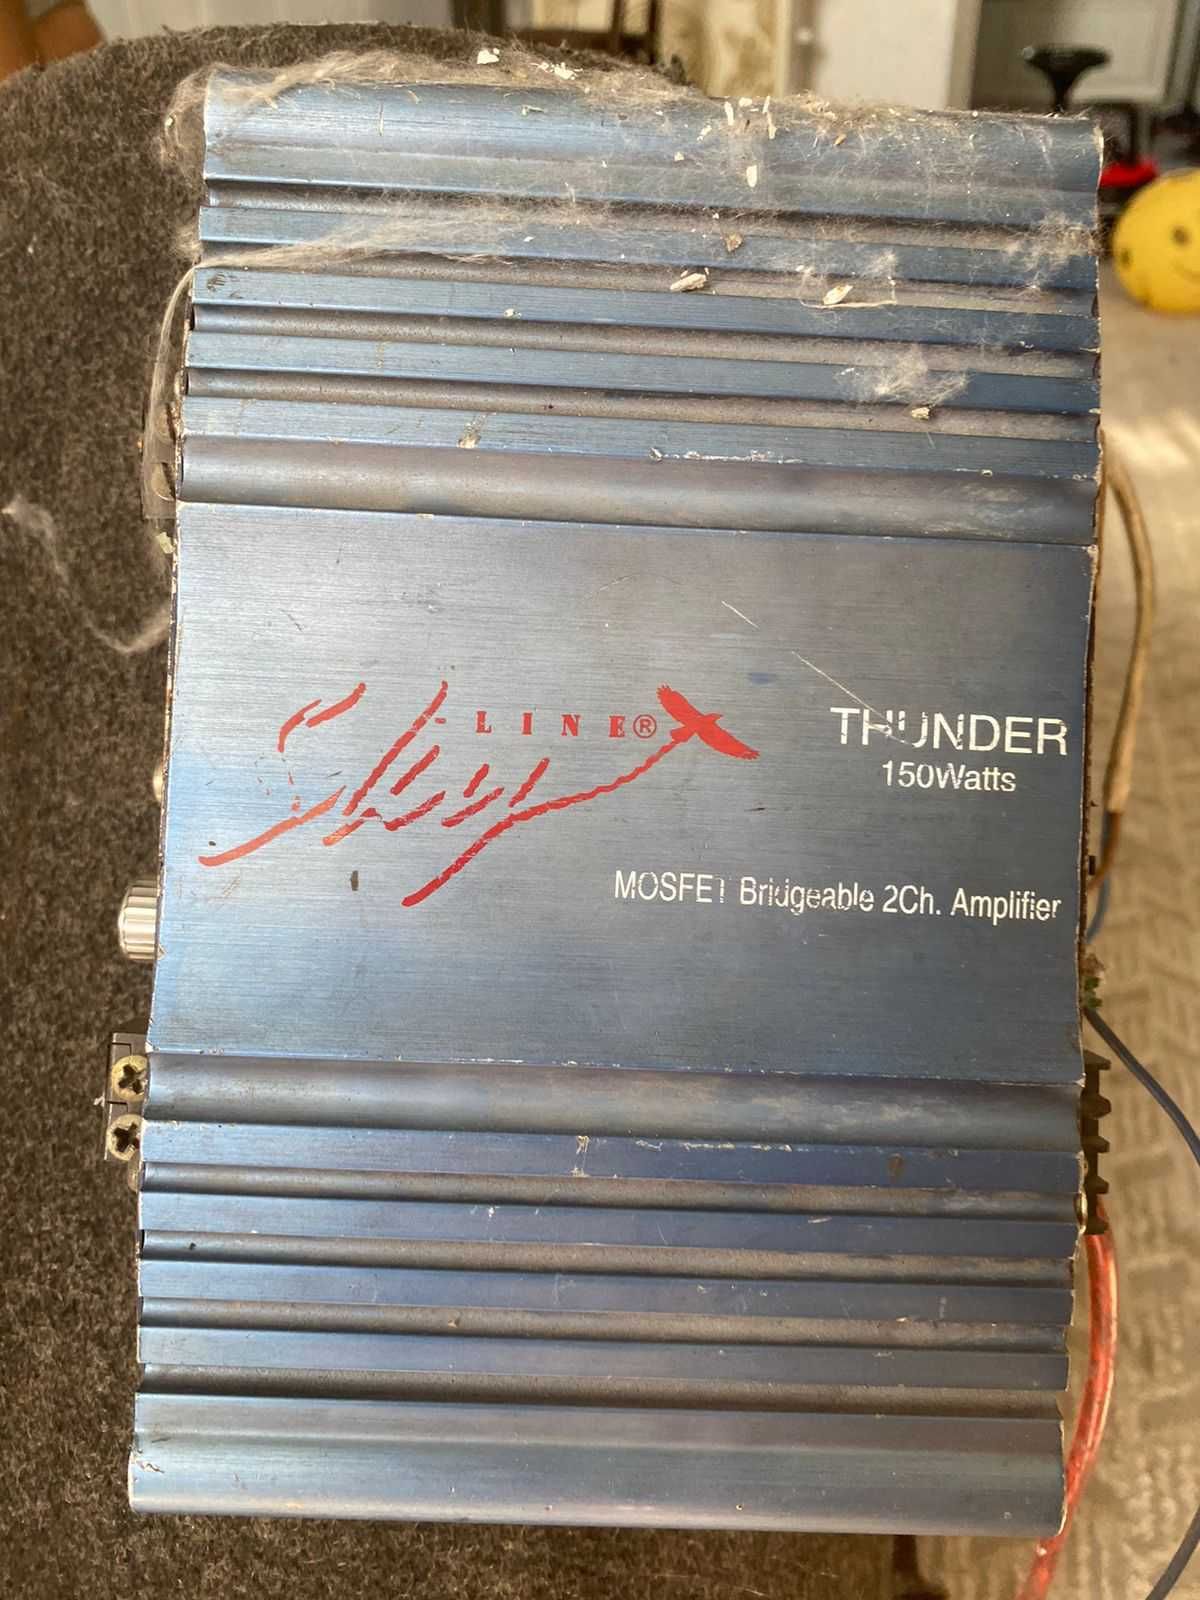 LINE®
THUNDER
150Watts
MOSFET Bridgeable 2Ch. Amplifier